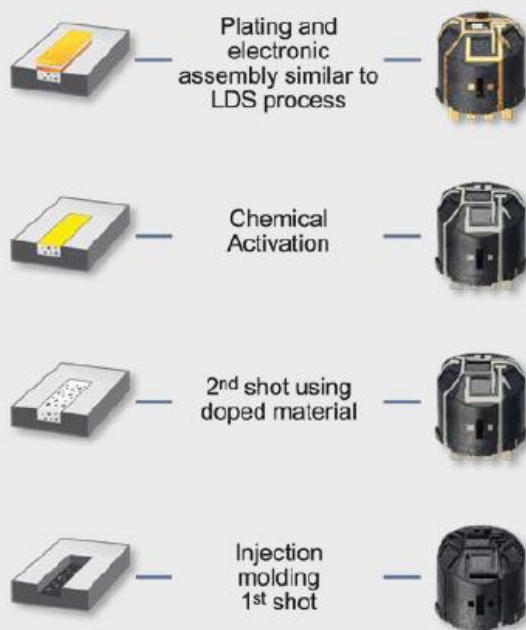 Plating and
electronic
assembly similar to
LDS process
Chemical
Activation
2nd shot using
doped material
Injection
molding
1st shot